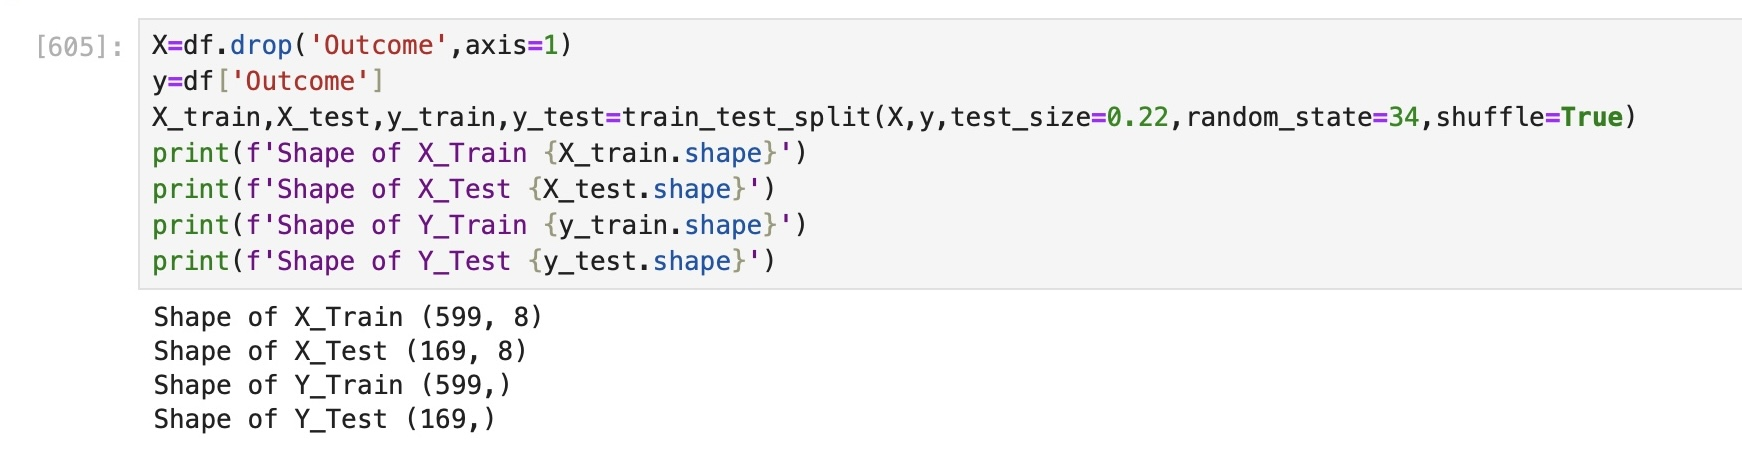 [605]:
X=df.drop('Outcome',axis=1)
y=df['Outcome']
X_train,X_test,y_train,y_test=train_test_split(X,y,test_size=0.22,random_state=34,shuffle=True)
print(f'Shape of X_Train {X_train.shape}')
print(f'Shape of X_Test {X_test.shape}')
print(f'Shape of Y_Train {y_train.shape}')
print(f'Shape of Y_Test {y_test.shape}')
Shape of X_Train (599, 8)
Shape of X_Test (169, 8)
Shape of Y_Train (599,)
Shape of Y_Test (169,)